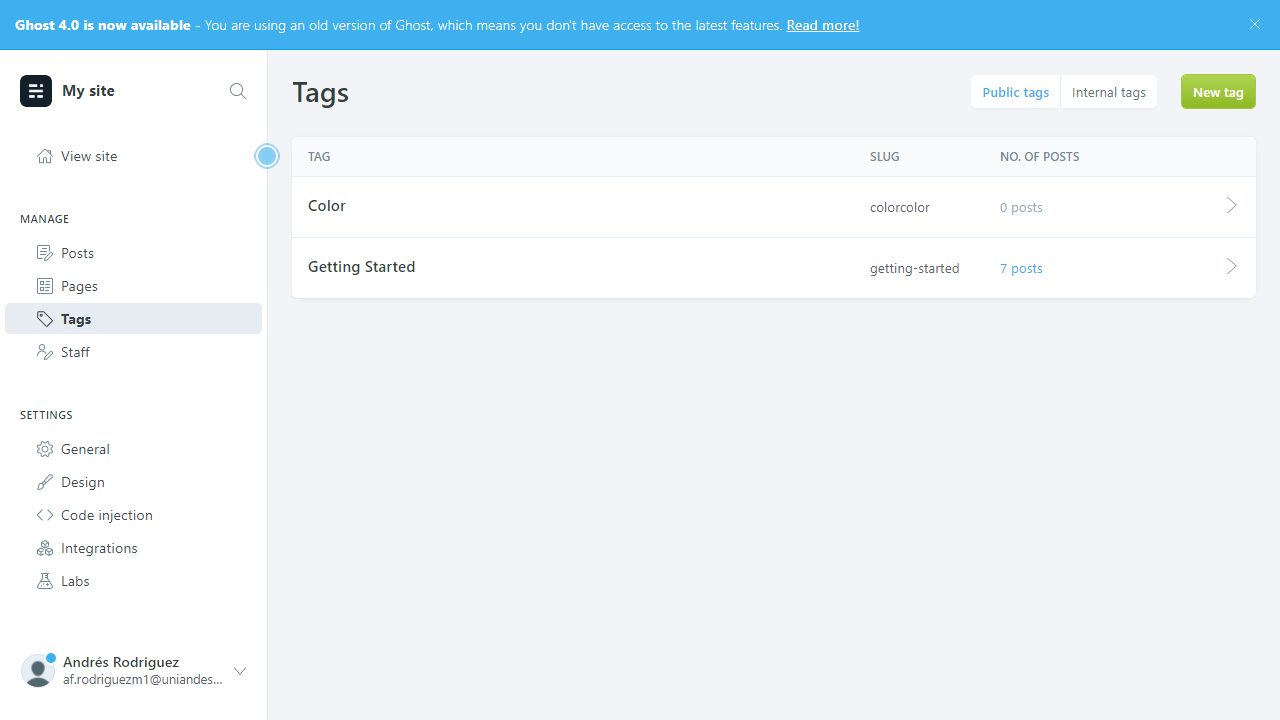 Ghost 4.0 is now available - You are using an old version of Ghost, which means you don't have access to the latest features. Read more!
My site
View site
MANAGE
Posts
Pages
Tags
Staff
SETTINGS
General
Design
Code injection
Integrations
Labs
Andrés Rodriguez
af.rodriguezm1@uniandes...
Tags
Public tags Internal tags New tag
TAG SLUG NO. OF POSTS
Color colorcolor 0 posts
Getting Started getting-started 7 posts